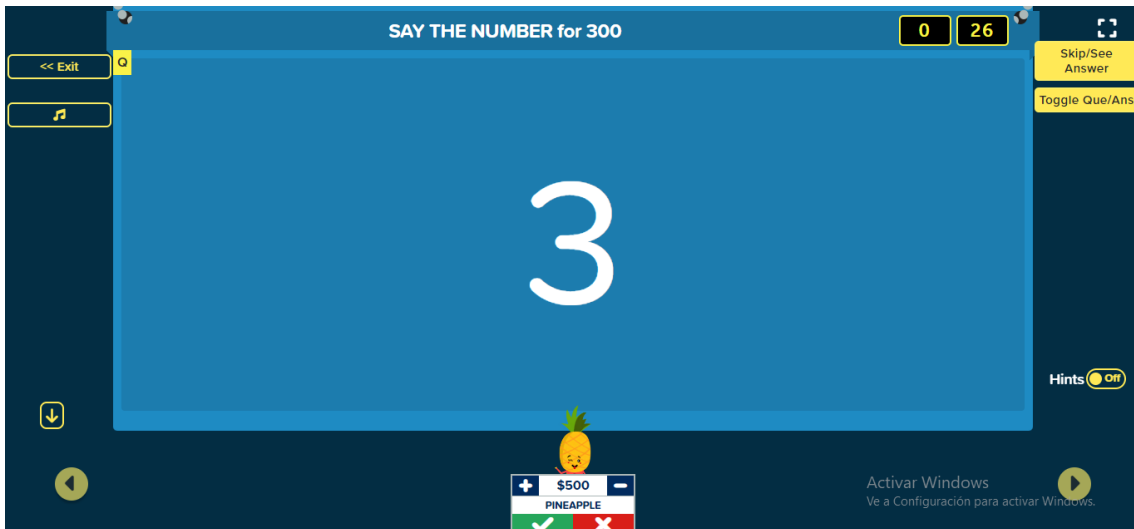 SAY THE NUMBER for 300
0 26
<< Exit
Q
Skip/See
Answer
Toggle Que/Ans
3
Hints Off
$500
PINEAPPLE
Activar Windows
Ve a Configuración para activar Windows.